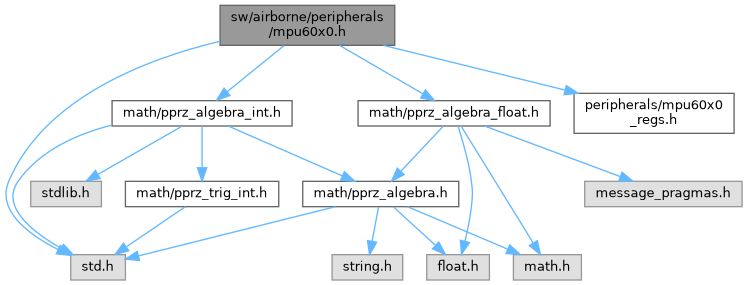 sw/airborne/peripherals
/mpu60x0.h
math/pprz_algebra_int.h
math/pprz_algebra_float.h
peripherals/mpu60x0
_regs.h
stdlib.h
math/pprz_trig_int.h
math/pprz_algebra.h
message_pragmas.h
std.h
string.h
float.h
math.h